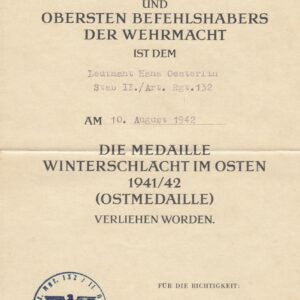 UND
OBERSTEN BEFEHLSHABERS
DER WEHRMACHT
IST DEM
Leutnant Hans
Stab II./Art. Rgt.132
AM 10. August 1942
DIE MEDAILLE
WINTERSCHLACHT IM OSTEN
1941/42
(OSTMEDAILLE)
VERLIEHEN WORDEN.
FÜR DIE RICHTIGKEIT: